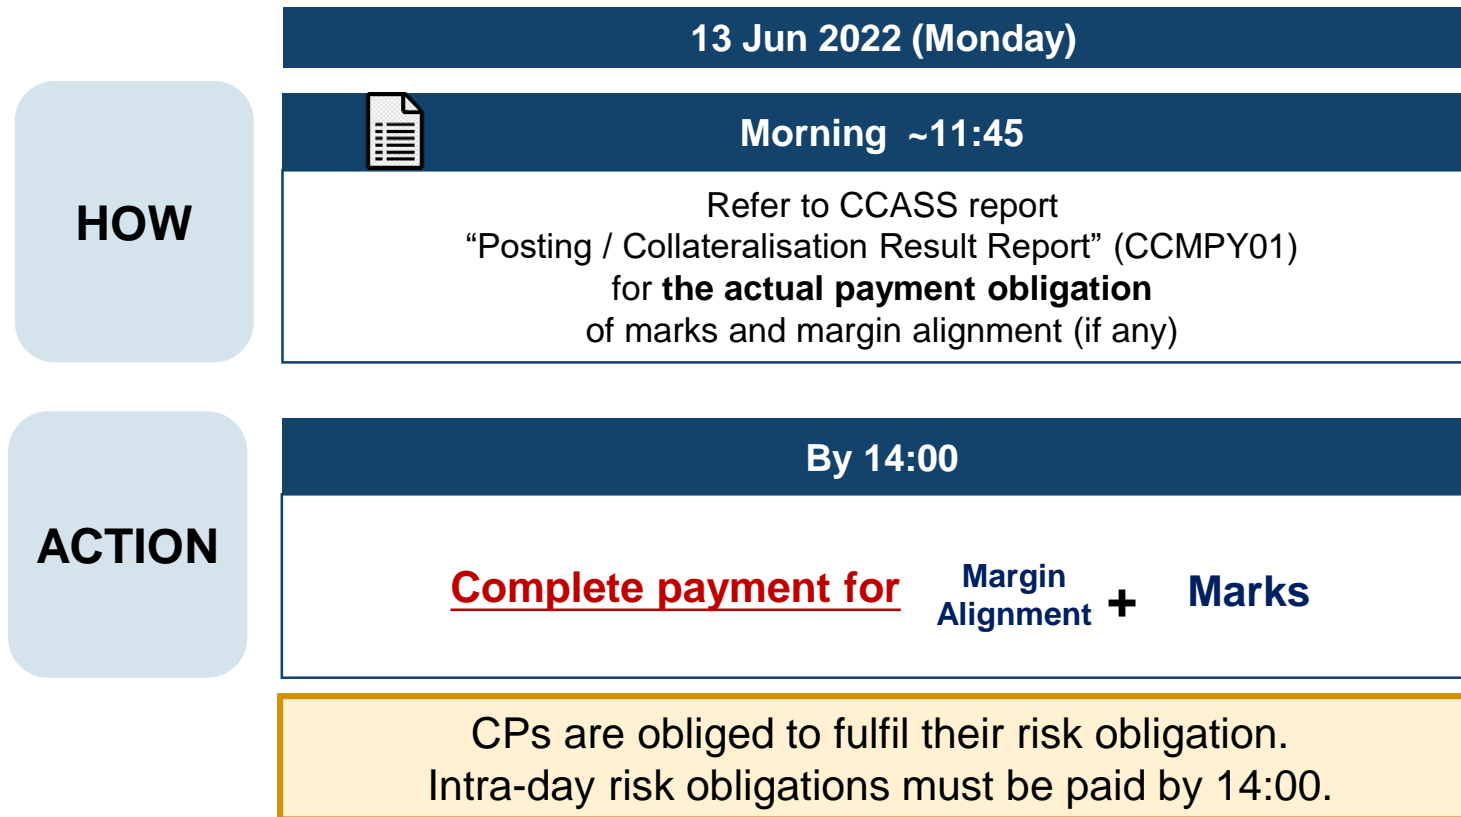 13 Jun 2022 (Monday)
HOW
Morning ~11:45
Refer to CCASS report
“Posting / Collateralisation Result Report” (CCMPY01)
for the actual payment obligation
of marks and margin alignment (if any)
ACTION
By 14:00
Complete payment for Margin Alignment + Marks
CPs are obliged to fulfil their risk obligation.
Intra-day risk obligations must be paid by 14:00.